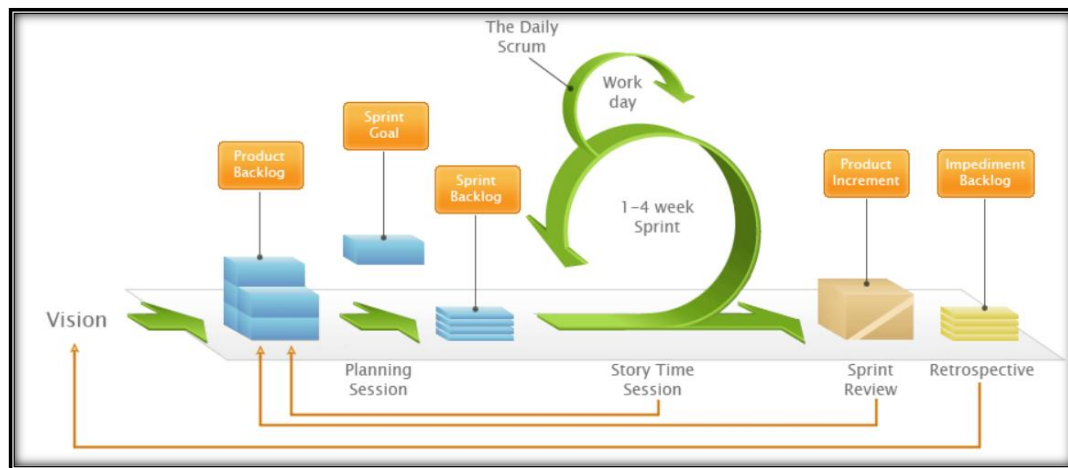 The Daily
Scrum
Work
day
Sprint
Goal
Product
Backlog
Sprint
Backlog
1-4 week
Sprint
Product
Increment
Impediment
Backlog
Vision
Planning
Session
Story Time
Session
Sprint
Review
Retrospective